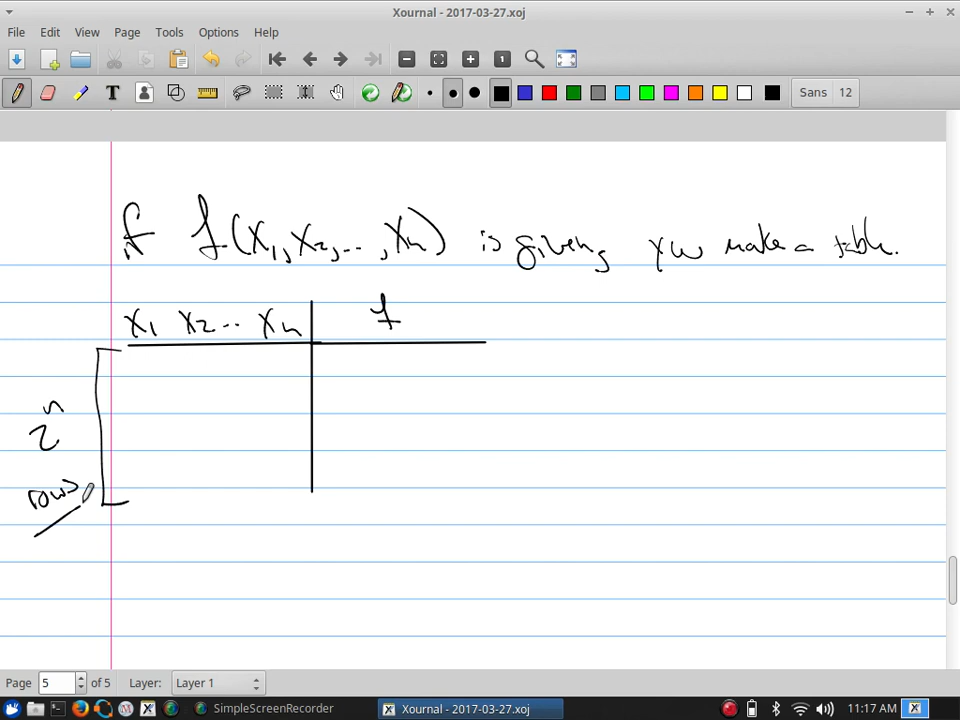 Xournal - 2017-03-27.xoj
File Edit View Page Tools Options Help
Sans 12
if f(x1, x2, ..., xn) is given, you make a table.
x1 x2 ... xn f
2^n
rows
Page 5 of 5 Layer: Layer 1
SimpleScreenRecorder Xournal - 2017-03-27.xoj 11:17 AM